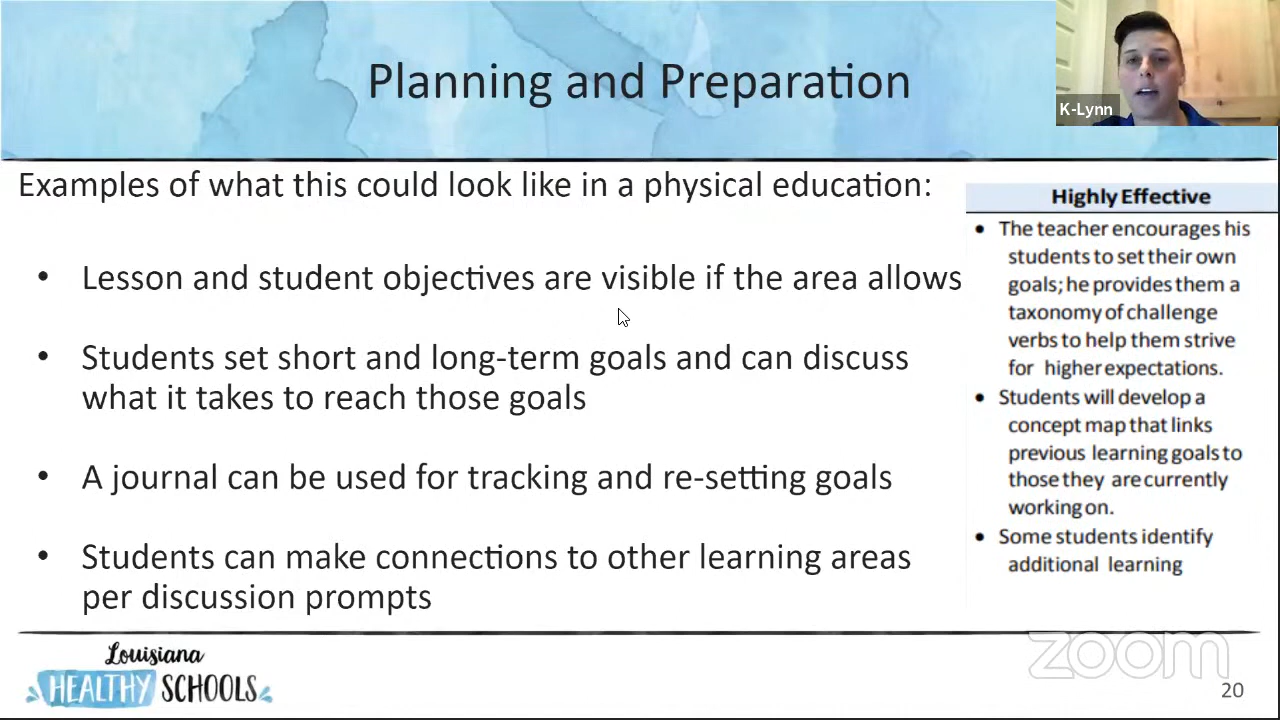 Planning and Preparation
K-Lynn
Examples of what this could look like in a physical education:
• Lesson and student objectives are visible if the area allows
• Students set short and long-term goals and can discuss
what it takes to reach those goals
• A journal can be used for tracking and re-setting goals
• Students can make connections to other learning areas
per discussion prompts
Highly Effective
• The teacher encourages his
students to set their own
goals; he provides them a
taxonomy of challenge
verbs to help them strive
for higher expectations.
• Students will develop a
concept map that links
previous learning goals to
those they are currently
working on.
• Some students identify
additional learning
Louisiana
HEALTHY SCHOOLS
zoom
20